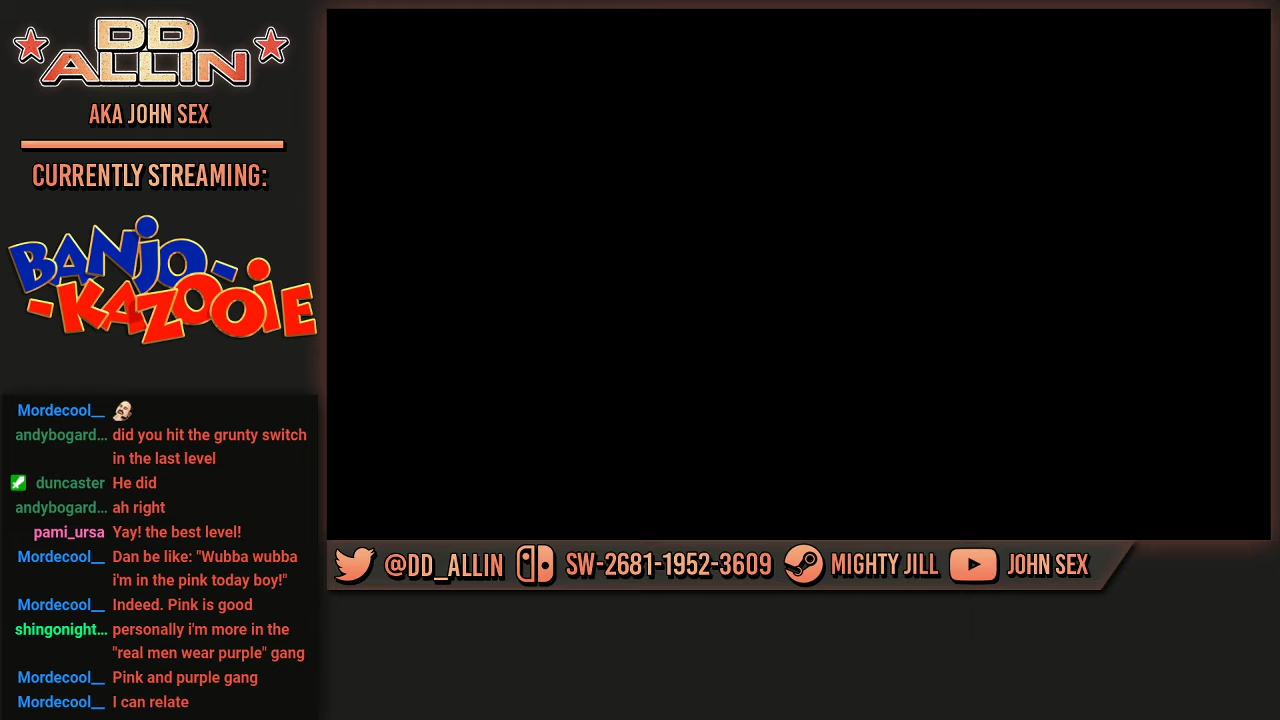 DD
ALLIN
AKA JOHN SEX
CURRENTLY STREAMING:
BANJO-
-KAZOOIE
Mordecool__
andybogard… did you hit the grunty switch
in the last level
duncaster He did
andybogard… ah right
pami_ursa Yay! the best level!
Mordecool__ Dan be like: "Wubba wubba
i'm in the pink today boy!"
Mordecool__ Indeed. Pink is good
shingonight… personally i'm more in the
"real men wear purple" gang
Mordecool__ Pink and purple gang
Mordecool__ I can relate
@DD_ALLIN SW-2681-1952-3609 MIGHTY JILL JOHN SEX